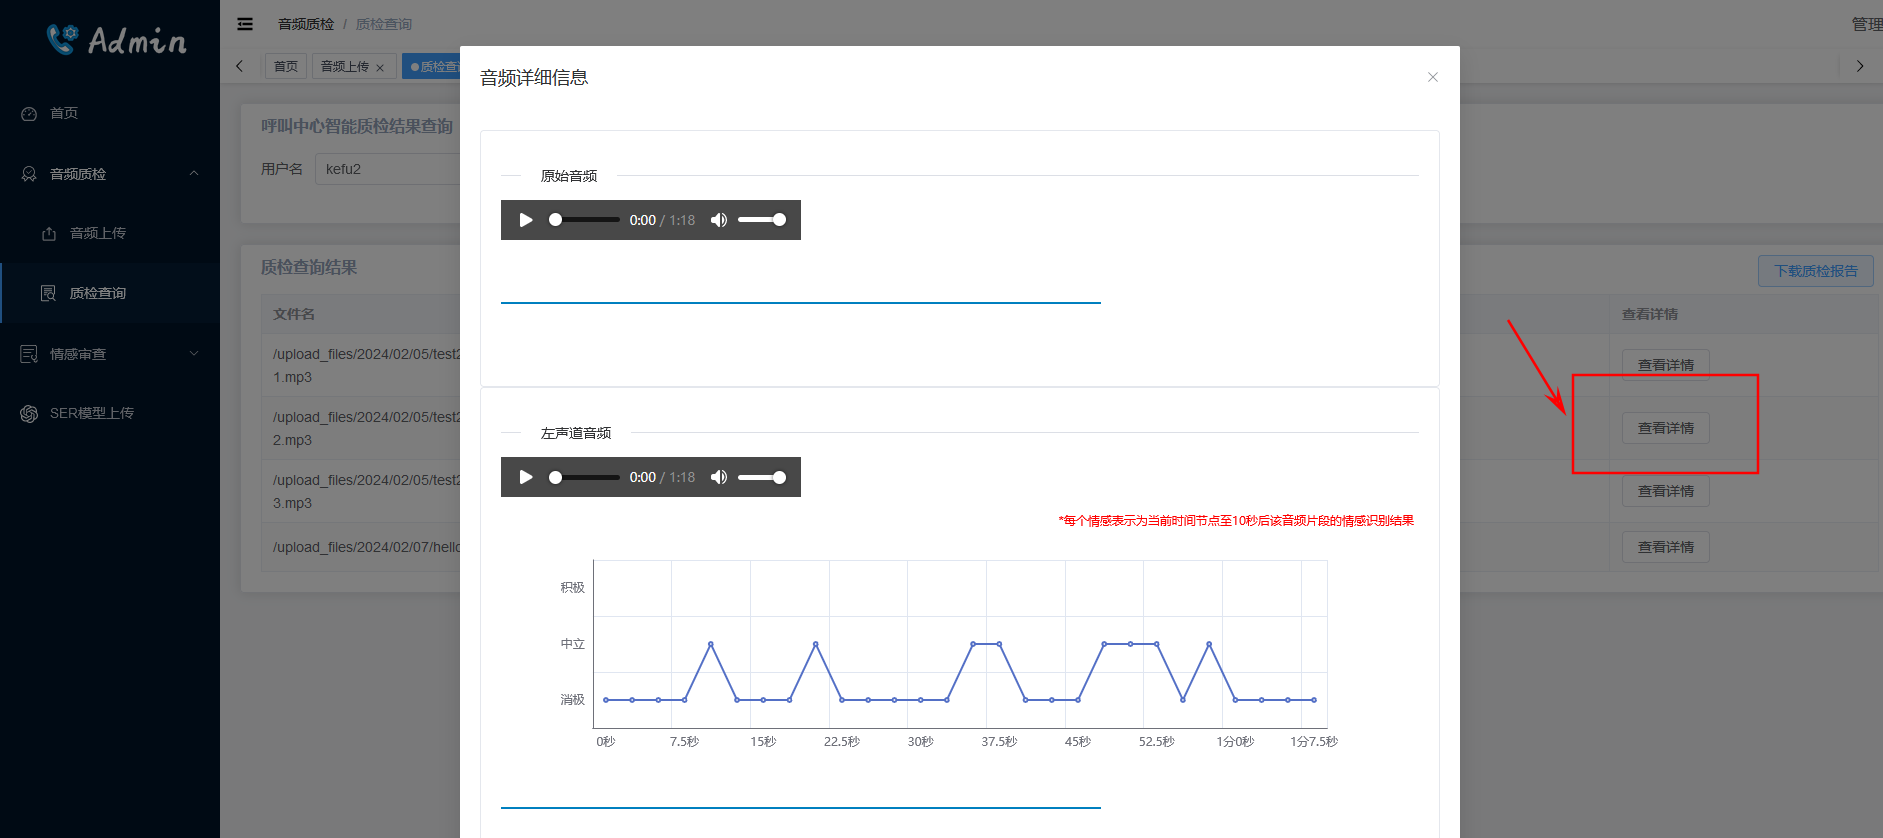 Admin
首页
音频质检
音频上传
质检查询
情感审查
SER模型上传
音频质检 / 质检查询
管理
首页
音频上传 ×
质检查
呼叫中心智能质检结果查询
用户名 kefu2
质检查询结果
下载质检报告
文件名
查看详情
/upload_files/2024/02/05/test2
1.mp3
查看详情
/upload_files/2024/02/05/test2
2.mp3
查看详情
/upload_files/2024/02/05/test2
3.mp3
查看详情
/upload_files/2024/02/07/hello
查看详情
音频详细信息
原始音频
0:00 / 1:18
左声道音频
0:00 / 1:18
*每个情感表示为当前时间节点至10秒后该音频片段的情感识别结果
积极
中立
消极
0秒 7.5秒 15秒 22.5秒 30秒 37.5秒 45秒 52.5秒 1分0秒 1分7.5秒